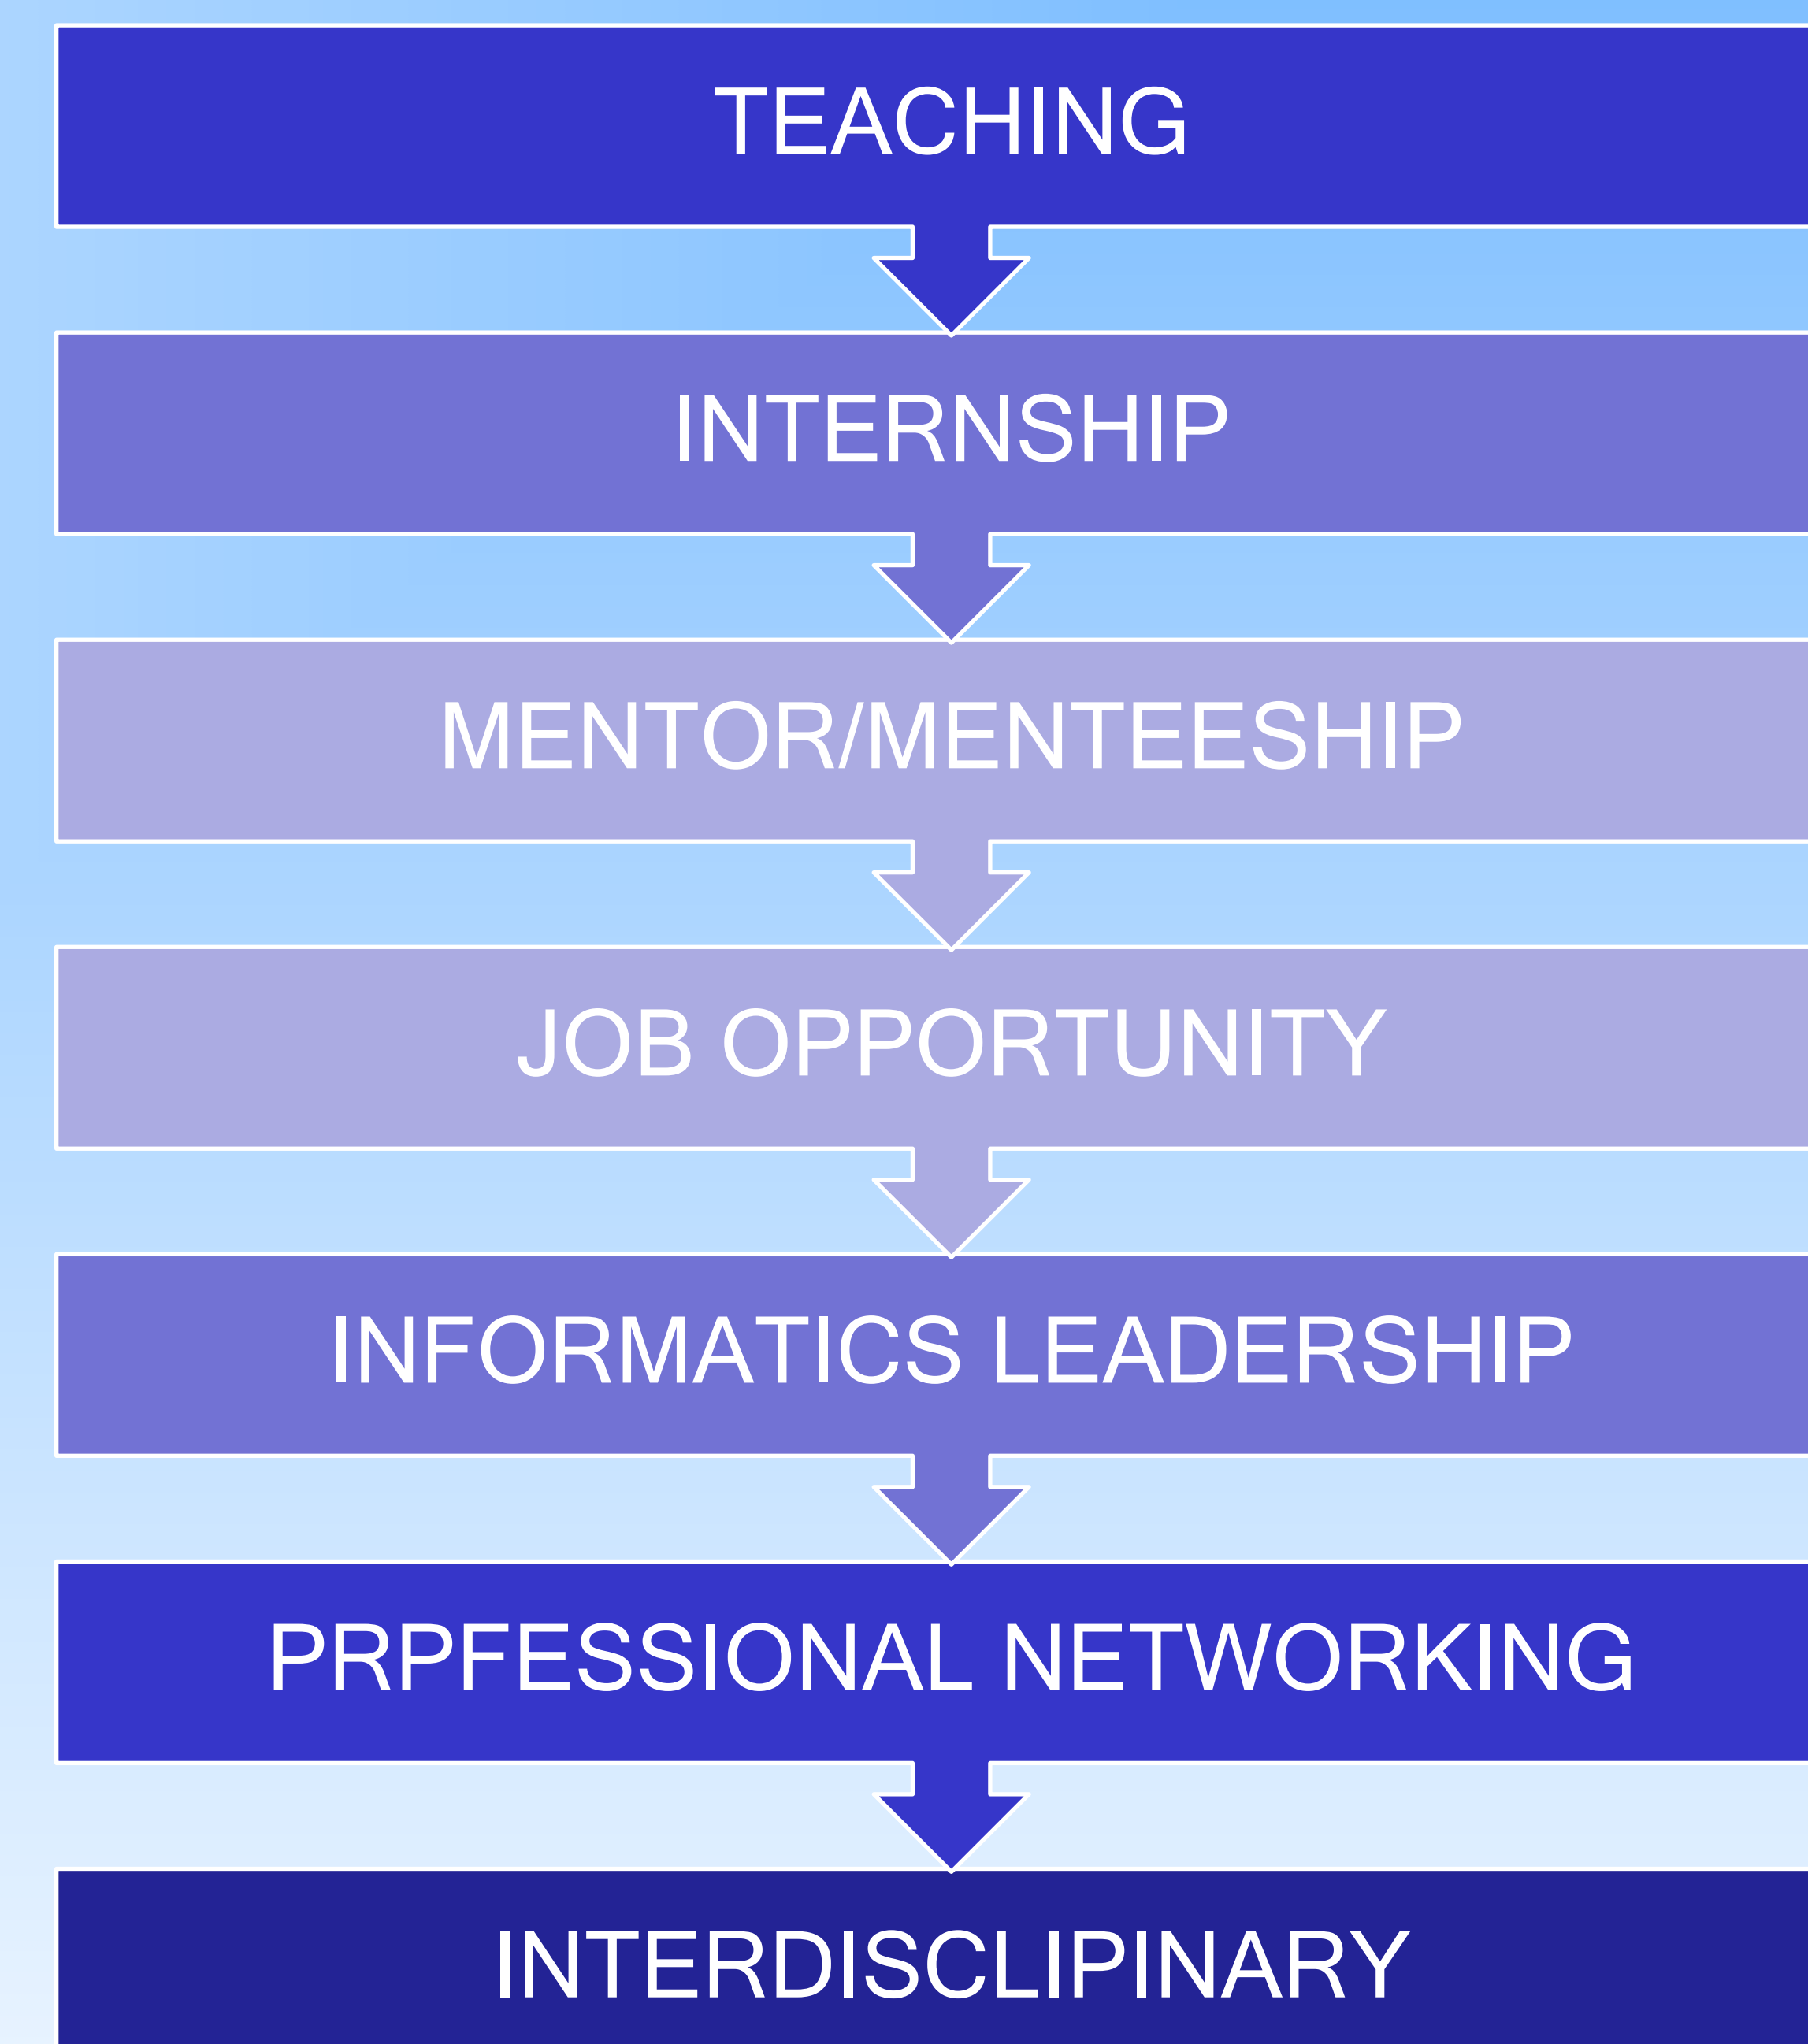 TEACHING
INTERNSHIP
MENTOR/MENTEESHIP
JOB OPPORTUNITY
INFORMATICS LEADERSHIP
PRPFESSIONAL NETWORKING
INTERDISCLIPINARY